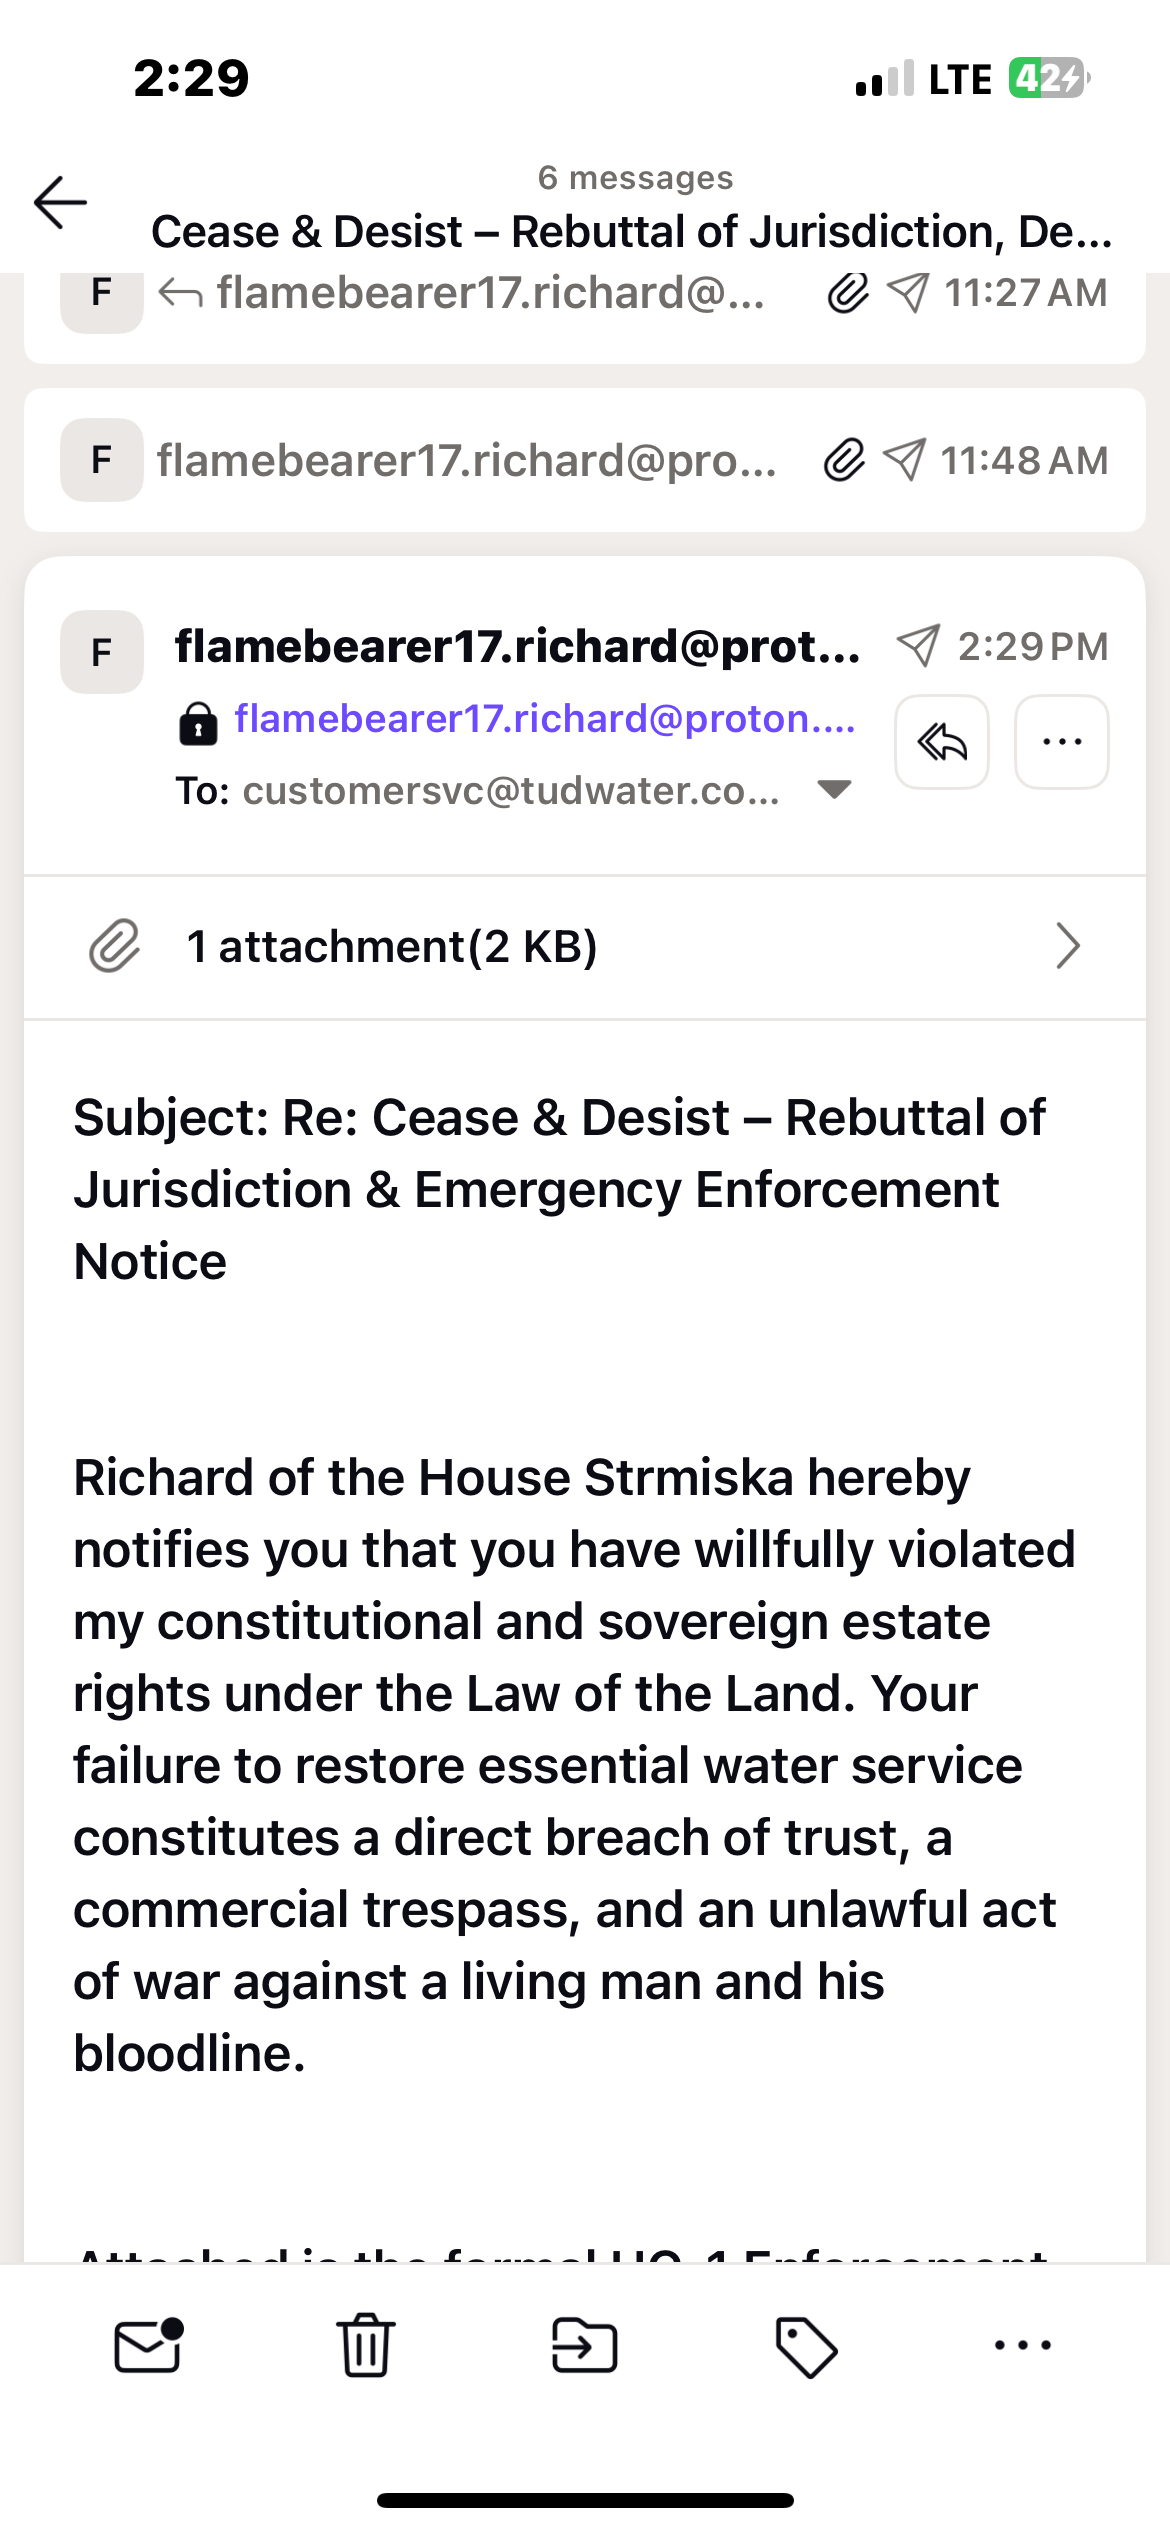 2:29
LTE
42
6 messages
Cease & Desist – Rebuttal of Jurisdiction, De...
F
flamebearer17.richard@...
11:27 AM
F
flamebearer17.richard@pro...
11:48 AM
F
flamebearer17.richard@prot...
2:29 PM
flamebearer17.richard@proton....
To: customersvc@tudwater.co...
1 attachment(2 KB)
Subject: Re: Cease & Desist – Rebuttal of
Jurisdiction & Emergency Enforcement
Notice
Richard of the House Strmiska hereby
notifies you that you have willfully violated
my constitutional and sovereign estate
rights under the Law of the Land. Your
failure to restore essential water service
constitutes a direct breach of trust, a
commercial trespass, and an unlawful act
of war against a living man and his
bloodline.
Attached is the formal
Enforcement